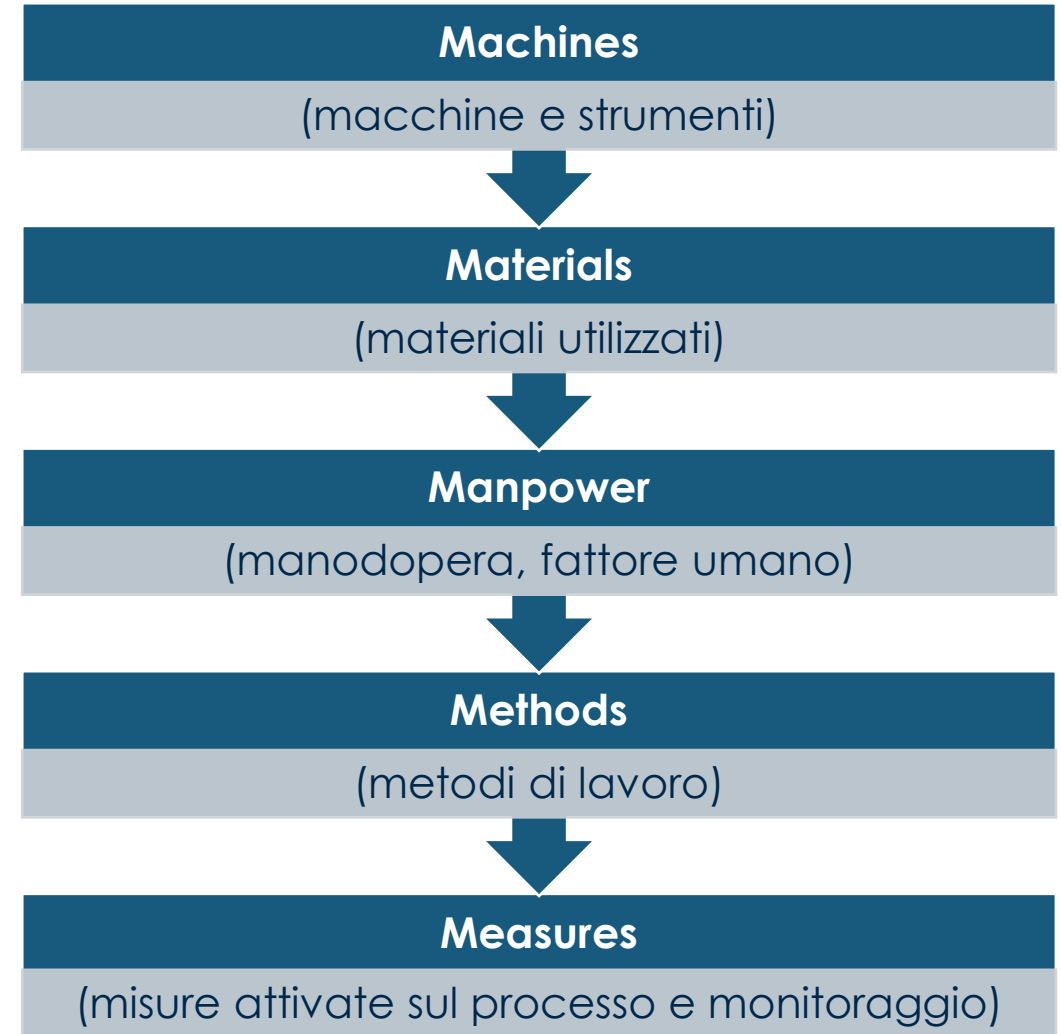 Machines
(macchine e strumenti)
Materials
(materiali utilizzati)
Manpower
(manodopera, fattore umano)
Methods
(metodi di lavoro)
Measures
(misure attivate sul processo e monitoraggio)